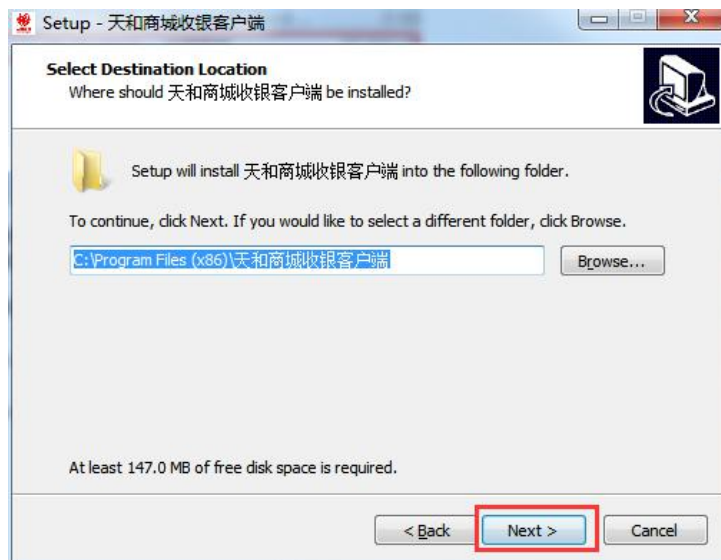 Setup - 天和商城收银客户端
Select Destination Location
Where should 天和商城收银客户端 be installed?
Setup will install 天和商城收银客户端 into the following folder.
To continue, click Next. If you would like to select a different folder, click Browse.
C:\Program Files (x86)\天和商城收银客户端
Browse...
At least 147.0 MB of free disk space is required.
< Back
Next >
Cancel